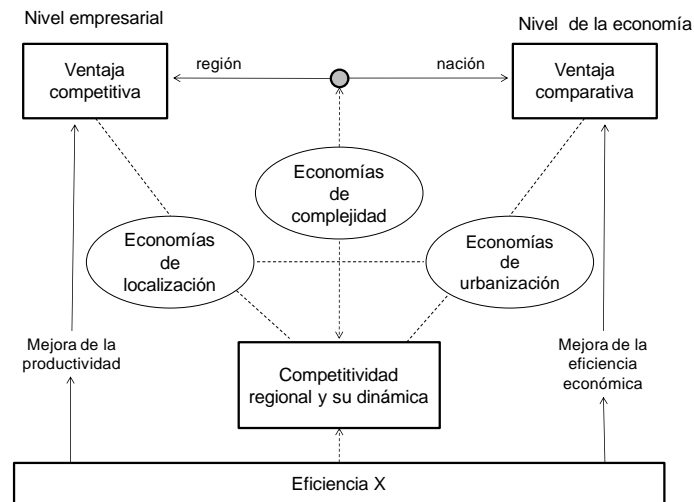 Nivel empresarial
Nivel de la economía
Ventaja
competitiva
región
nación
Ventaja
comparativa
Economías
de
complejidad
Economías
de
localización
Economías
de
urbanización
Mejora de la
productividad
Mejora de la
eficiencia
económica
Competitividad
regional y su dinámica
Eficiencia X